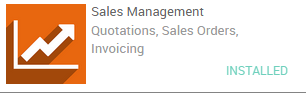 Sales Management
Quotations, Sales Orders,
Invoicing
INSTALLED